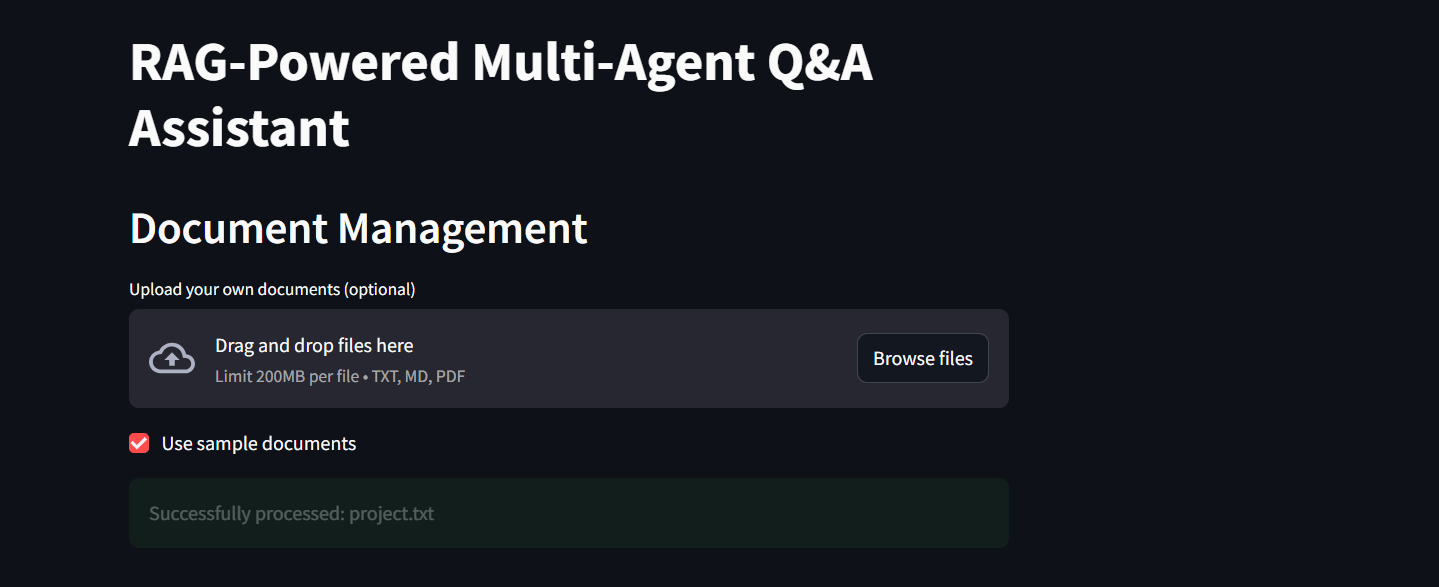 RAG-Powered Multi-Agent Q&A
Assistant
Document Management
Upload your own documents (optional)
Drag and drop files here
Limit 200MB per file • TXT, MD, PDF
Browse files
Use sample documents
Successfully processed: project.txt